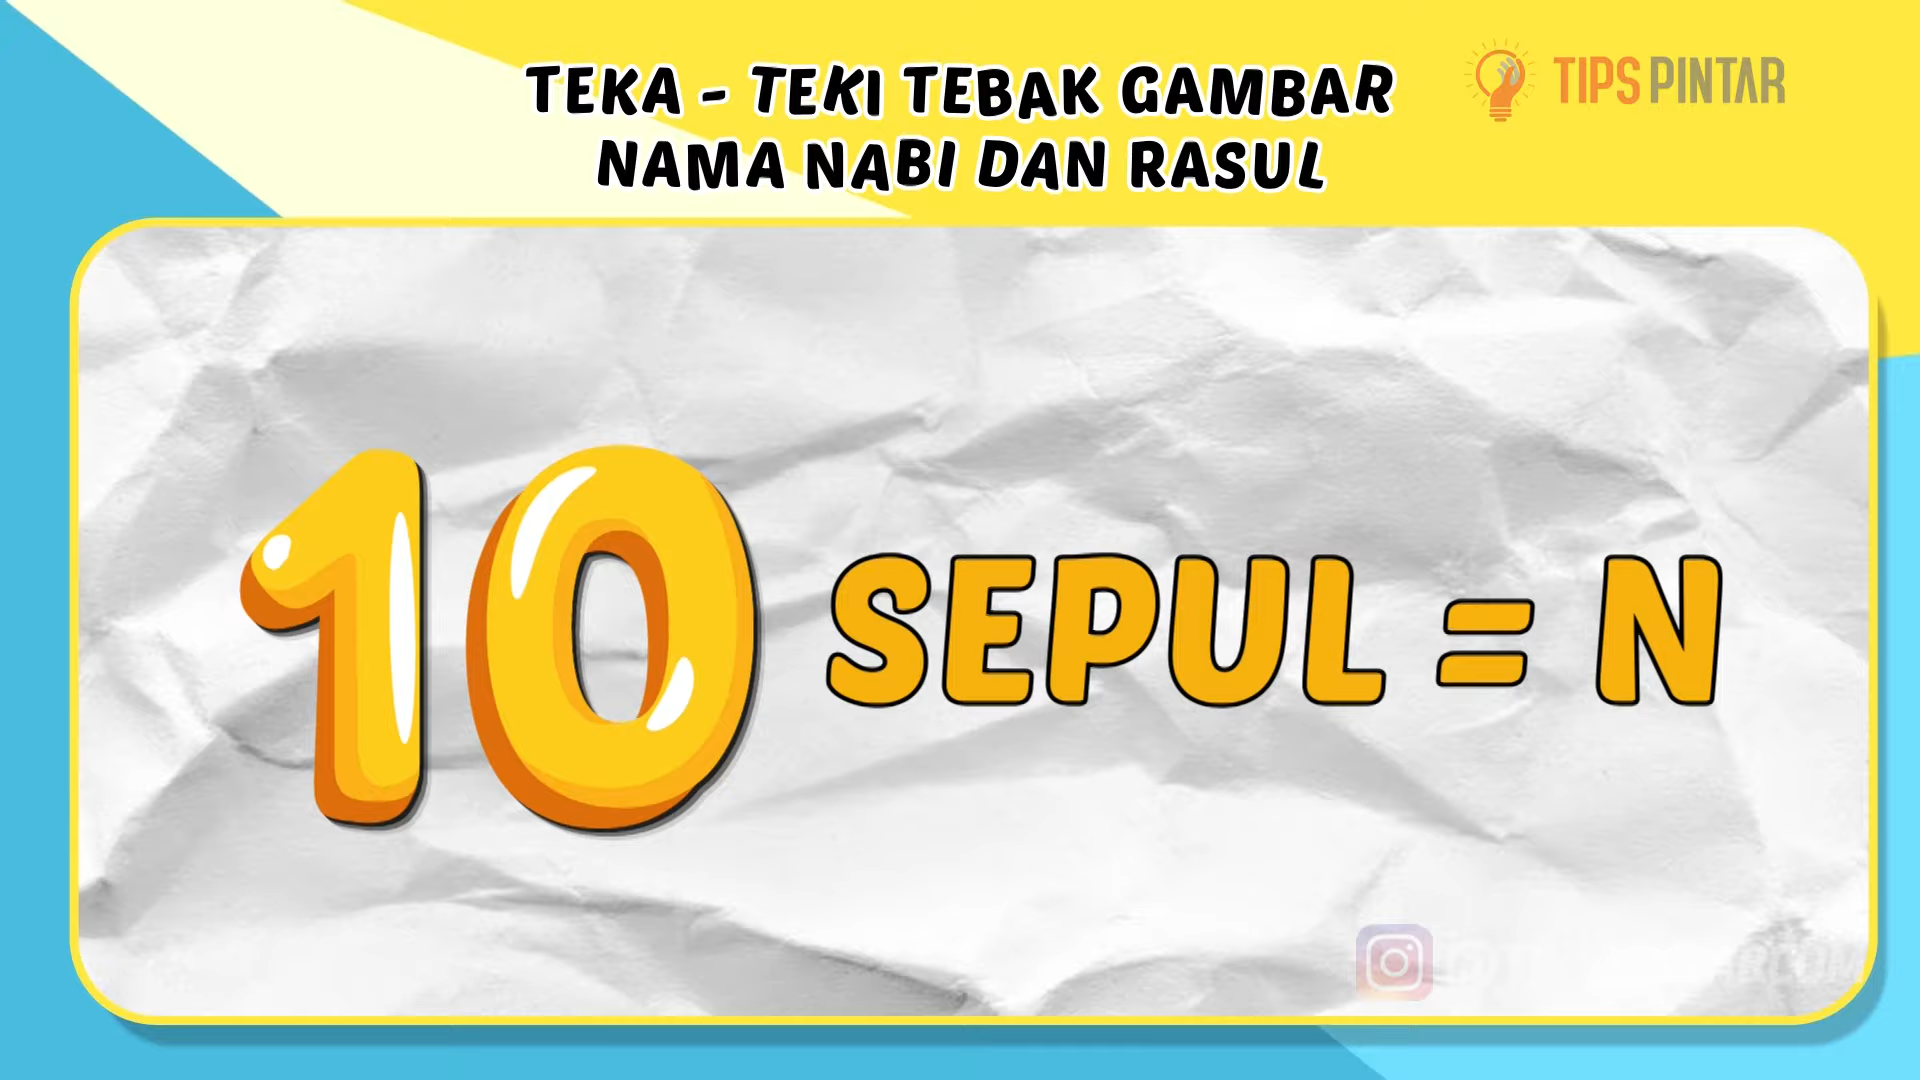 TEKA - TEKI TEBAK GAMBAR
NAMA NABI DAN RASUL
TIPS PINTAR
10 SEPUL = N